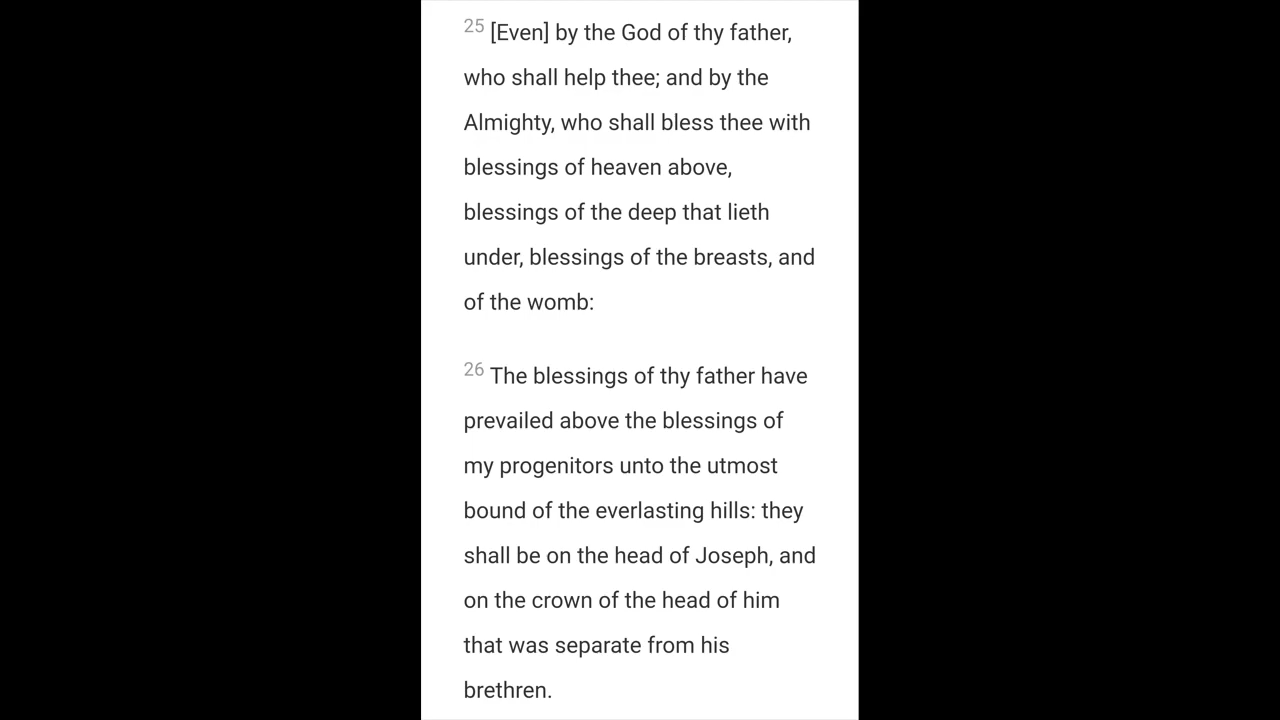 25 [Even] by the God of thy father,
who shall help thee; and by the
Almighty, who shall bless thee with
blessings of heaven above,
blessings of the deep that lieth
under, blessings of the breasts, and
of the womb:
26 The blessings of thy father have
prevailed above the blessings of
my progenitors unto the utmost
bound of the everlasting hills: they
shall be on the head of Joseph, and
on the crown of the head of him
that was separate from his
brethren.